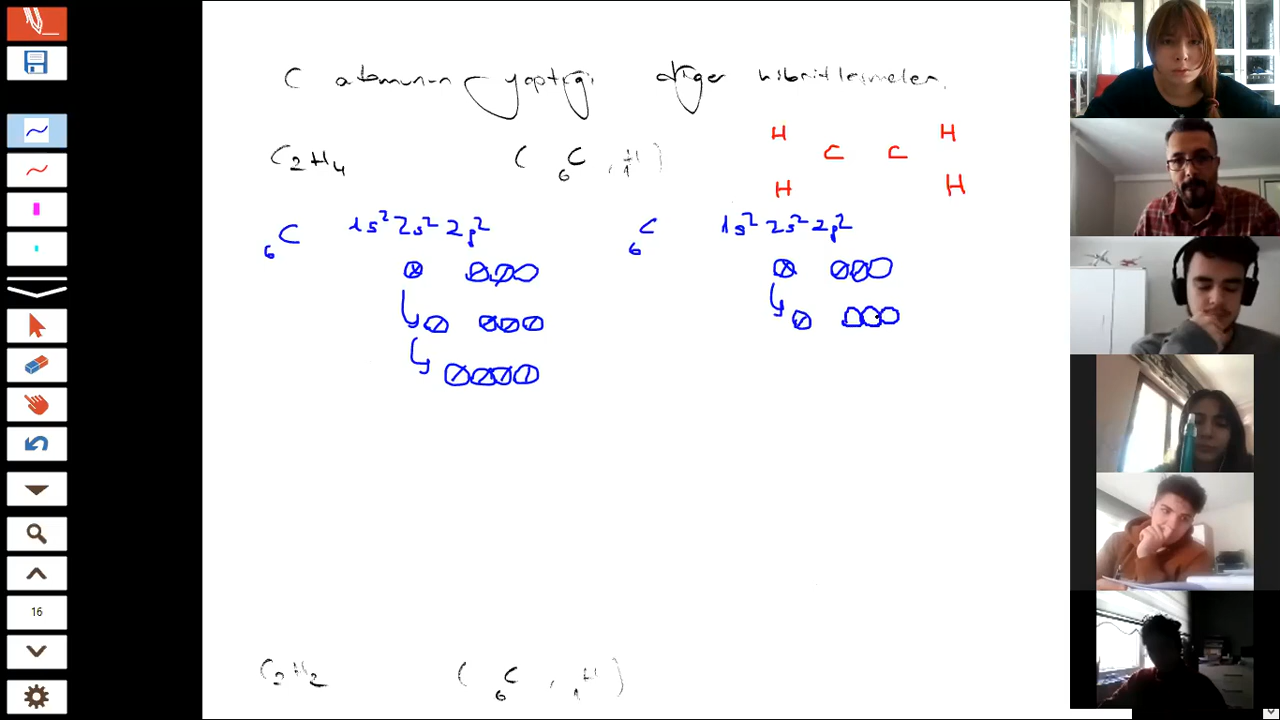 C atomunun yaptığı diğer hibritleşmeler.
C₂H₄ ( ₆C , ₁H )
H H
C C
H H
₆C 1s² 2s² 2p² ₆C 1s² 2s² 2p²
C₂H₂ ( ₆C , ₁H )
16